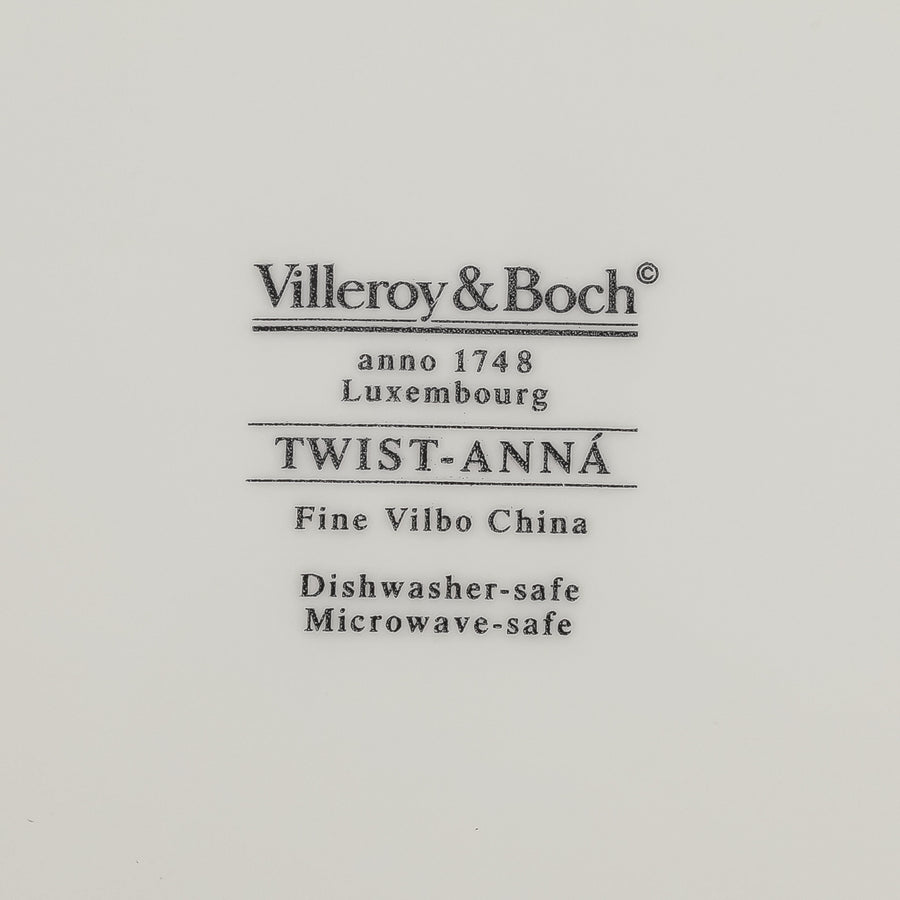 Villeroy & Boch©
anno 1748
Luxembourg
TWIST-ANNÁ
Fine Vilbo China
Dishwasher-safe
Microwave-safe